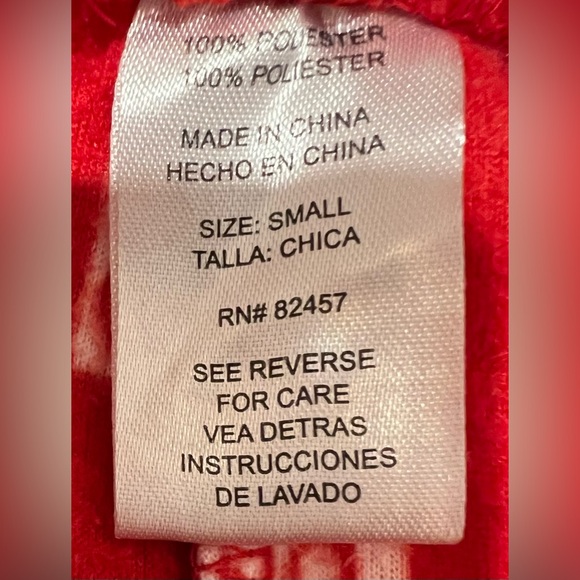 100% POLYESTER
100% POLIESTER
MADE IN CHINA
HECHO EN CHINA
SIZE: SMALL
TALLA: CHICA
RN# 82457
SEE REVERSE
FOR CARE
VEA DETRAS
INSTRUCCIONES
DE LAVADO